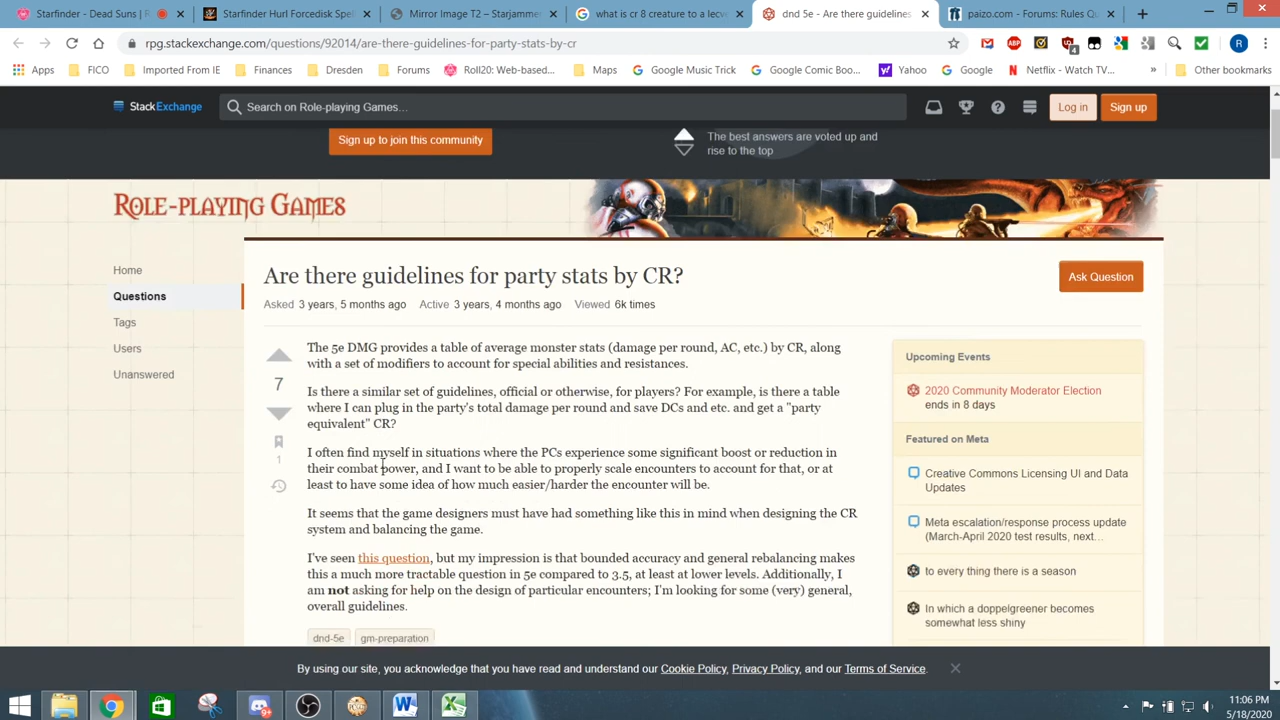 Starfinder - Dead Suns | R
Starfinder Hurl Forcedisk Spel
Mirror Image T2 – Starjammer
what is cr 8 creature to a lecve
dnd 5e - Are there guidelines
paizo.com - Forums: Rules Qu
rpg.stackexchange.com/questions/92014/are-there-guidelines-for-party-stats-by-cr
ABP
4
R
Apps
FICO
Imported From IE
Finances
Dresden
Forums
Roll20: Web-based...
Maps
Google Music Trick
Google Comic Boo...
Yahoo
Google
Netflix - Watch TV...
»
Other bookmarks
StackExchange
Search on Role-playing Games...
Log in
Sign up
Sign up to join this community
The best answers are voted up and
rise to the top
Role-playing Games
Home
Questions
Tags
Users
Unanswered
Are there guidelines for party stats by CR?
Ask Question
Asked 3 years, 5 months ago Active 3 years, 4 months ago Viewed 6k times
7
1
The 5e DMG provides a table of average monster stats (damage per round, AC, etc.) by CR, along
with a set of modifiers to account for special abilities and resistances.
Is there a similar set of guidelines, official or otherwise, for players? For example, is there a table
where I can plug in the party's total damage per round and save DCs and etc. and get a "party
equivalent" CR?
I often find myself in situations where the PCs experience some significant boost or reduction in
their combat power, and I want to be able to properly scale encounters to account for that, or at
least to have some idea of how much easier/harder the encounter will be.
It seems that the game designers must have had something like this in mind when designing the CR
system and balancing the game.
I've seen this question, but my impression is that bounded accuracy and general rebalancing makes
this a much more tractable question in 5e compared to 3.5, at least at lower levels. Additionally, I
am not asking for help on the design of particular encounters; I'm looking for some (very) general,
overall guidelines.
dnd-5e gm-preparation
Upcoming Events
2020 Community Moderator Election
ends in 8 days
Featured on Meta
Creative Commons Licensing UI and Data
Updates
Meta escalation/response process update
(March-April 2020 test results, next...
to every thing there is a season
In which a doppelgreener becomes
somewhat less shiny
By using our site, you acknowledge that you have read and understand our Cookie Policy, Privacy Policy, and our Terms of Service.
11:06 PM
5/18/2020